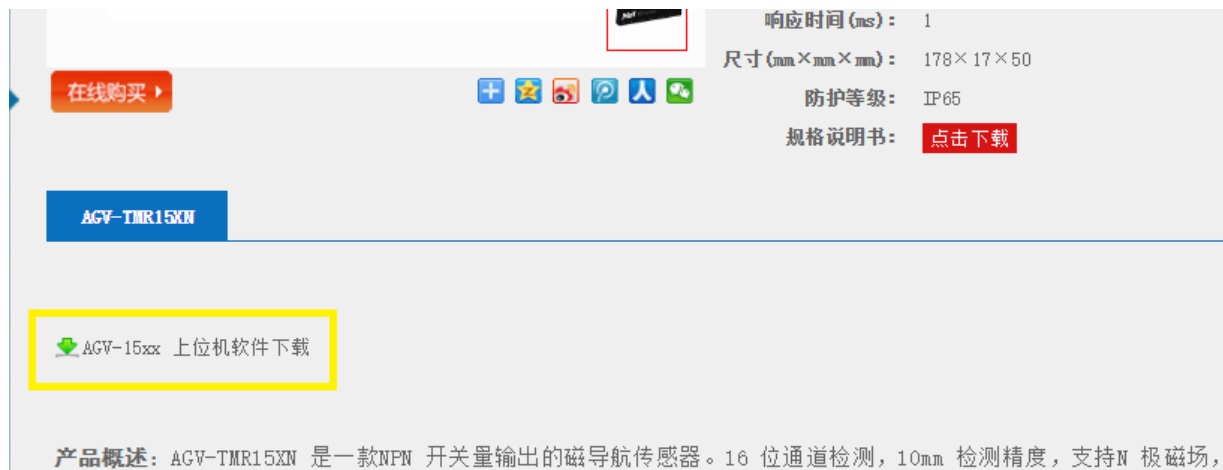 响应时间(ms): 1
尺寸(mm×mm×mm): 178×17×50
在线购买
防护等级: IP65
规格说明书: 点击下载
AGV-TMR15XN
AGV-15xx 上位机软件下载
产品概述: AGV-TMR15XN 是一款NPN 开关量输出的磁导航传感器。16 位通道检测, 10mm 检测精度, 支持N 极磁场,